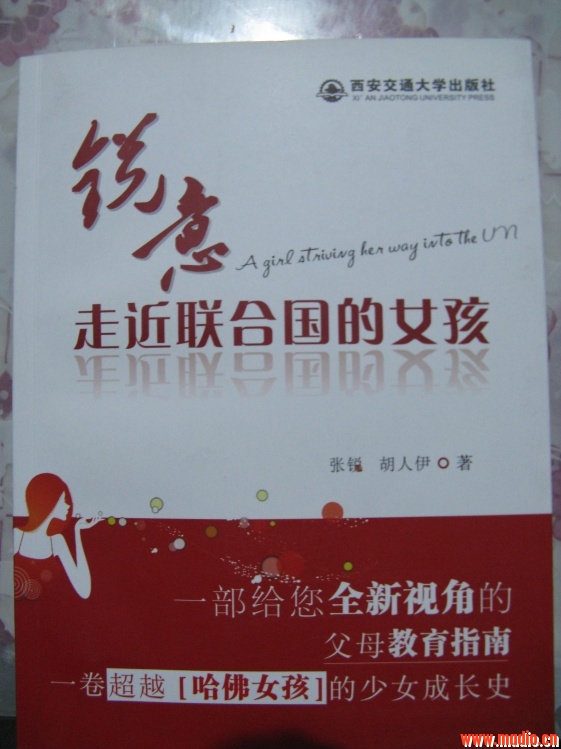 西安交通大学出版社
XI'AN JIAOTONG UNIVERSITY PRESS
锐意
A girl striving her way into the UN
走近联合国的女孩
张锐 胡人伊 著
一部给您全新视角的
父母教育指南
一卷超越[哈佛女孩]的少女成长史
www.mudio.cn